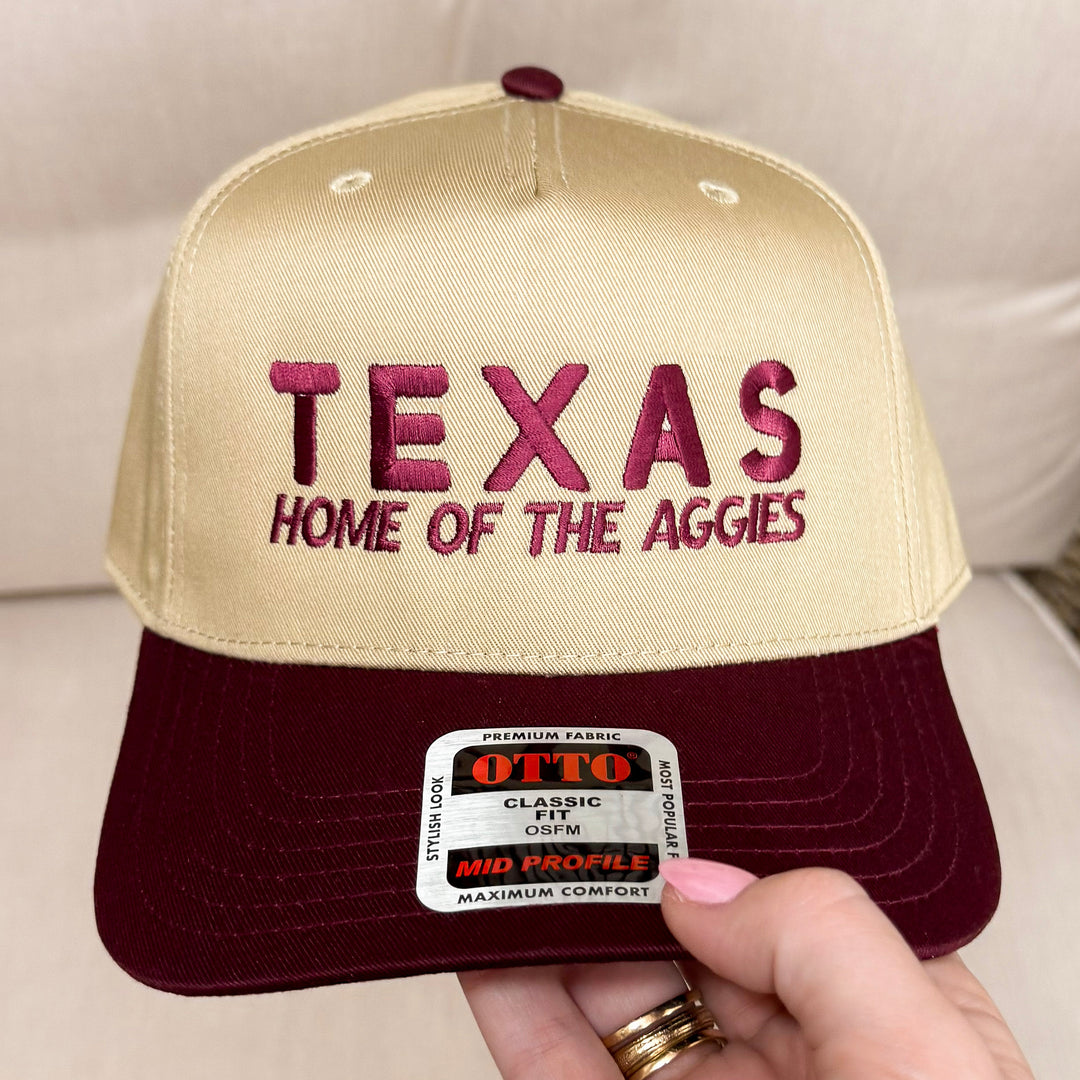 TEXAS
HOME OF THE AGGIES
PREMIUM FABRIC
STYLISH LOOK
OTTO®
CLASSIC
FIT
OSFM
MID PROFILE
MOST POPULAR
MAXIMUM COMFORT